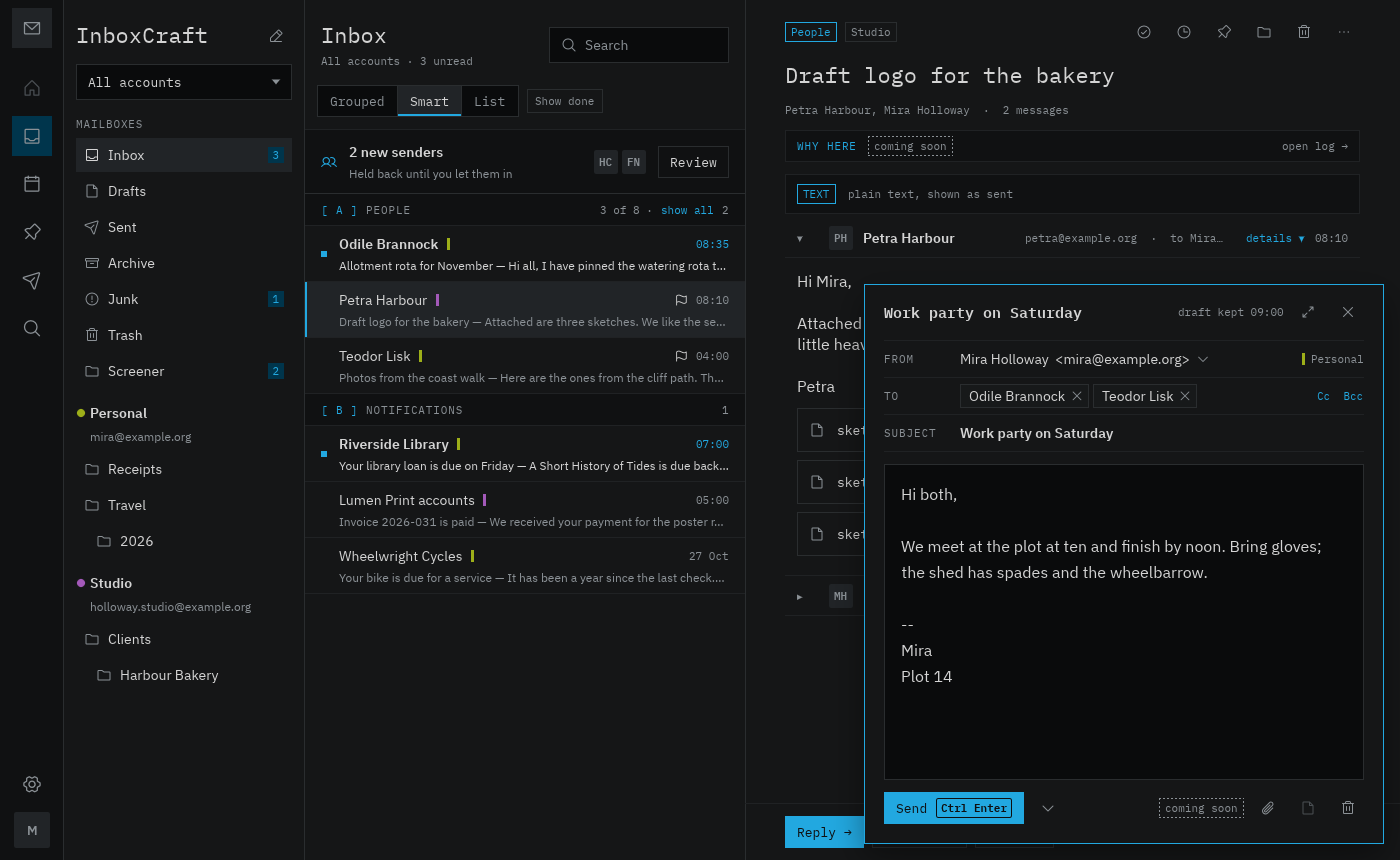 InboxCraft
All accounts
MAILBOXES
Inbox 3
Drafts
Sent
Archive
Junk 1
Trash
Screener 2
Personal
mira@example.org
Receipts
Travel
2026
Studio
holloway.studio@example.org
Clients
Harbour Bakery
M
Inbox
All accounts · 3 unread
Search
Grouped Smart List Show done
2 new senders
Held back until you let them in
HC FN Review
[ A ] PEOPLE 3 of 8 · show all 2
Odile Brannock 08:35
Allotment rota for November — Hi all, I have pinned the watering rota t…
Petra Harbour 08:10
Draft logo for the bakery — Attached are three sketches. We like the se…
Teodor Lisk 04:00
Photos from the coast walk — Here are the ones from the cliff path. Th…
[ B ] NOTIFICATIONS 1
Riverside Library 07:00
Your library loan is due on Friday — A Short History of Tides is due back…
Lumen Print accounts 05:00
Invoice 2026-031 is paid — We received your payment for the poster r…
Wheelwright Cycles 27 Oct
Your bike is due for a service — It has been a year since the last check.…
People Studio
Draft logo for the bakery
Petra Harbour, Mira Holloway · 2 messages
WHY HERE coming soon open log →
TEXT plain text, shown as sent
▾ PH Petra Harbour petra@example.org · to Mira… details ▾ 08:10
Hi Mira,
Attached
little
Petra
▸ MH
Reply →
Work party on Saturday draft kept 09:00
FROM Mira Holloway <mira@example.org> Personal
TO Odile Brannock Teodor Lisk Cc Bcc
SUBJECT Work party on Saturday
Hi both,
We meet at the plot at ten and finish by noon. Bring gloves;
the shed has spades and the wheelbarrow.
--
Mira
Plot 14
Send Ctrl Enter coming soon